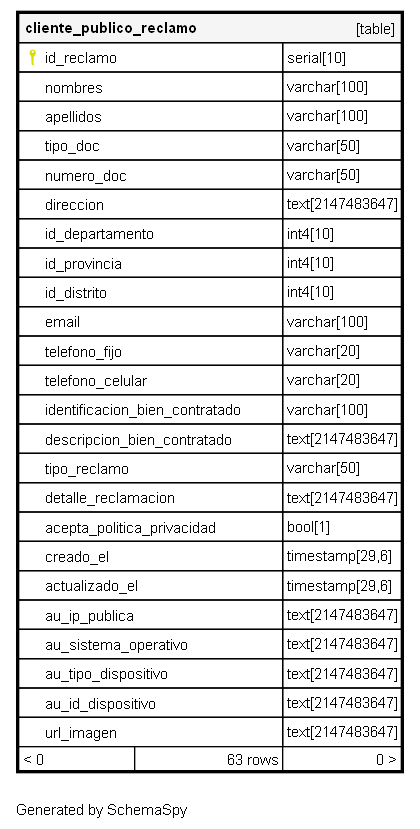 cliente_publico_reclamo [table]
id_reclamo serial[10]
nombres varchar[100]
apellidos varchar[100]
tipo_doc varchar[50]
numero_doc varchar[50]
direccion text[2147483647]
id_departamento int4[10]
id_provincia int4[10]
id_distrito int4[10]
email varchar[100]
telefono_fijo varchar[20]
telefono_celular varchar[20]
identificacion_bien_contratado varchar[100]
descripcion_bien_contratado text[2147483647]
tipo_reclamo varchar[50]
detalle_reclamacion text[2147483647]
acepta_politica_privacidad bool[1]
creado_el timestamp[29,6]
actualizado_el timestamp[29,6]
au_ip_publica text[2147483647]
au_sistema_operativo text[2147483647]
au_tipo_dispositivo text[2147483647]
au_id_dispositivo text[2147483647]
url_imagen text[2147483647]
< 0 63 rows 0 >
Generated by SchemaSpy